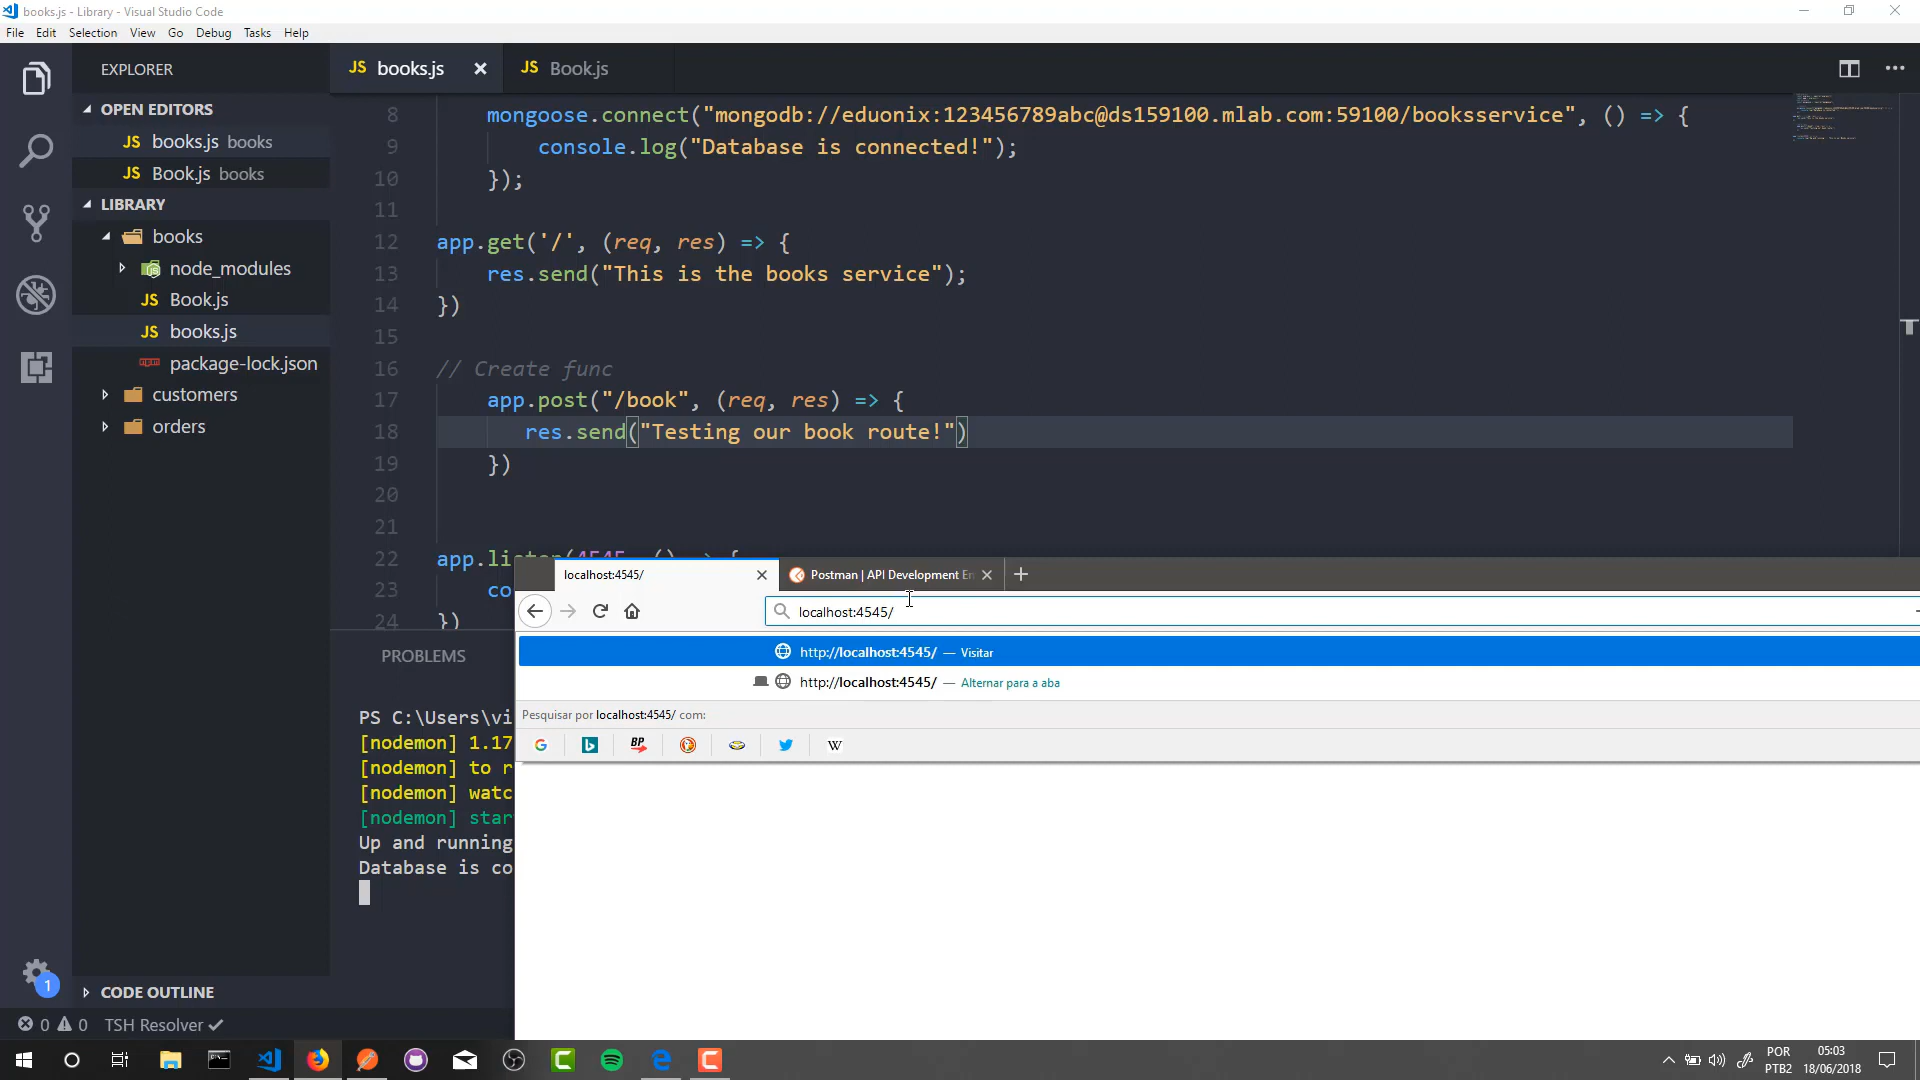 books.js - Library - Visual Studio Code
File Edit Selection View Go Debug Tasks Help
EXPLORER
OPEN EDITORS
JS books.js books
JS Book.js books
LIBRARY
books
node_modules
JS Book.js
JS books.js
package-lock.json
customers
orders
CODE OUTLINE
JS books.js
JS Book.js
8 mongoose.connect("mongodb://eduonix:123456789abc@ds159100.mlab.com:59100/booksservice", () => {
9 console.log("Database is connected!");
10 });
11
12 app.get('/', (req, res) => {
13 res.send("This is the books service");
14 })
15
16 // Create func
17 app.post("/book", (req, res) => {
18 res.send("Testing our book route!")
19 })
20
21
22 app.listen(4545, () => {
23 co
24 })
PROBLEMS
PS C:\Users\vi
[nodemon] 1.17
[nodemon] to r
[nodemon] watc
[nodemon] star
Up and running
Database is co
localhost:4545/
Postman | API Development En
localhost:4545/
http://localhost:4545/ — Visitar
http://localhost:4545/ — Alternar para a aba
Pesquisar por localhost:4545/ com:
G b BP W
1
0 0 TSH Resolver
POR
PTB2
05:03
18/06/2018